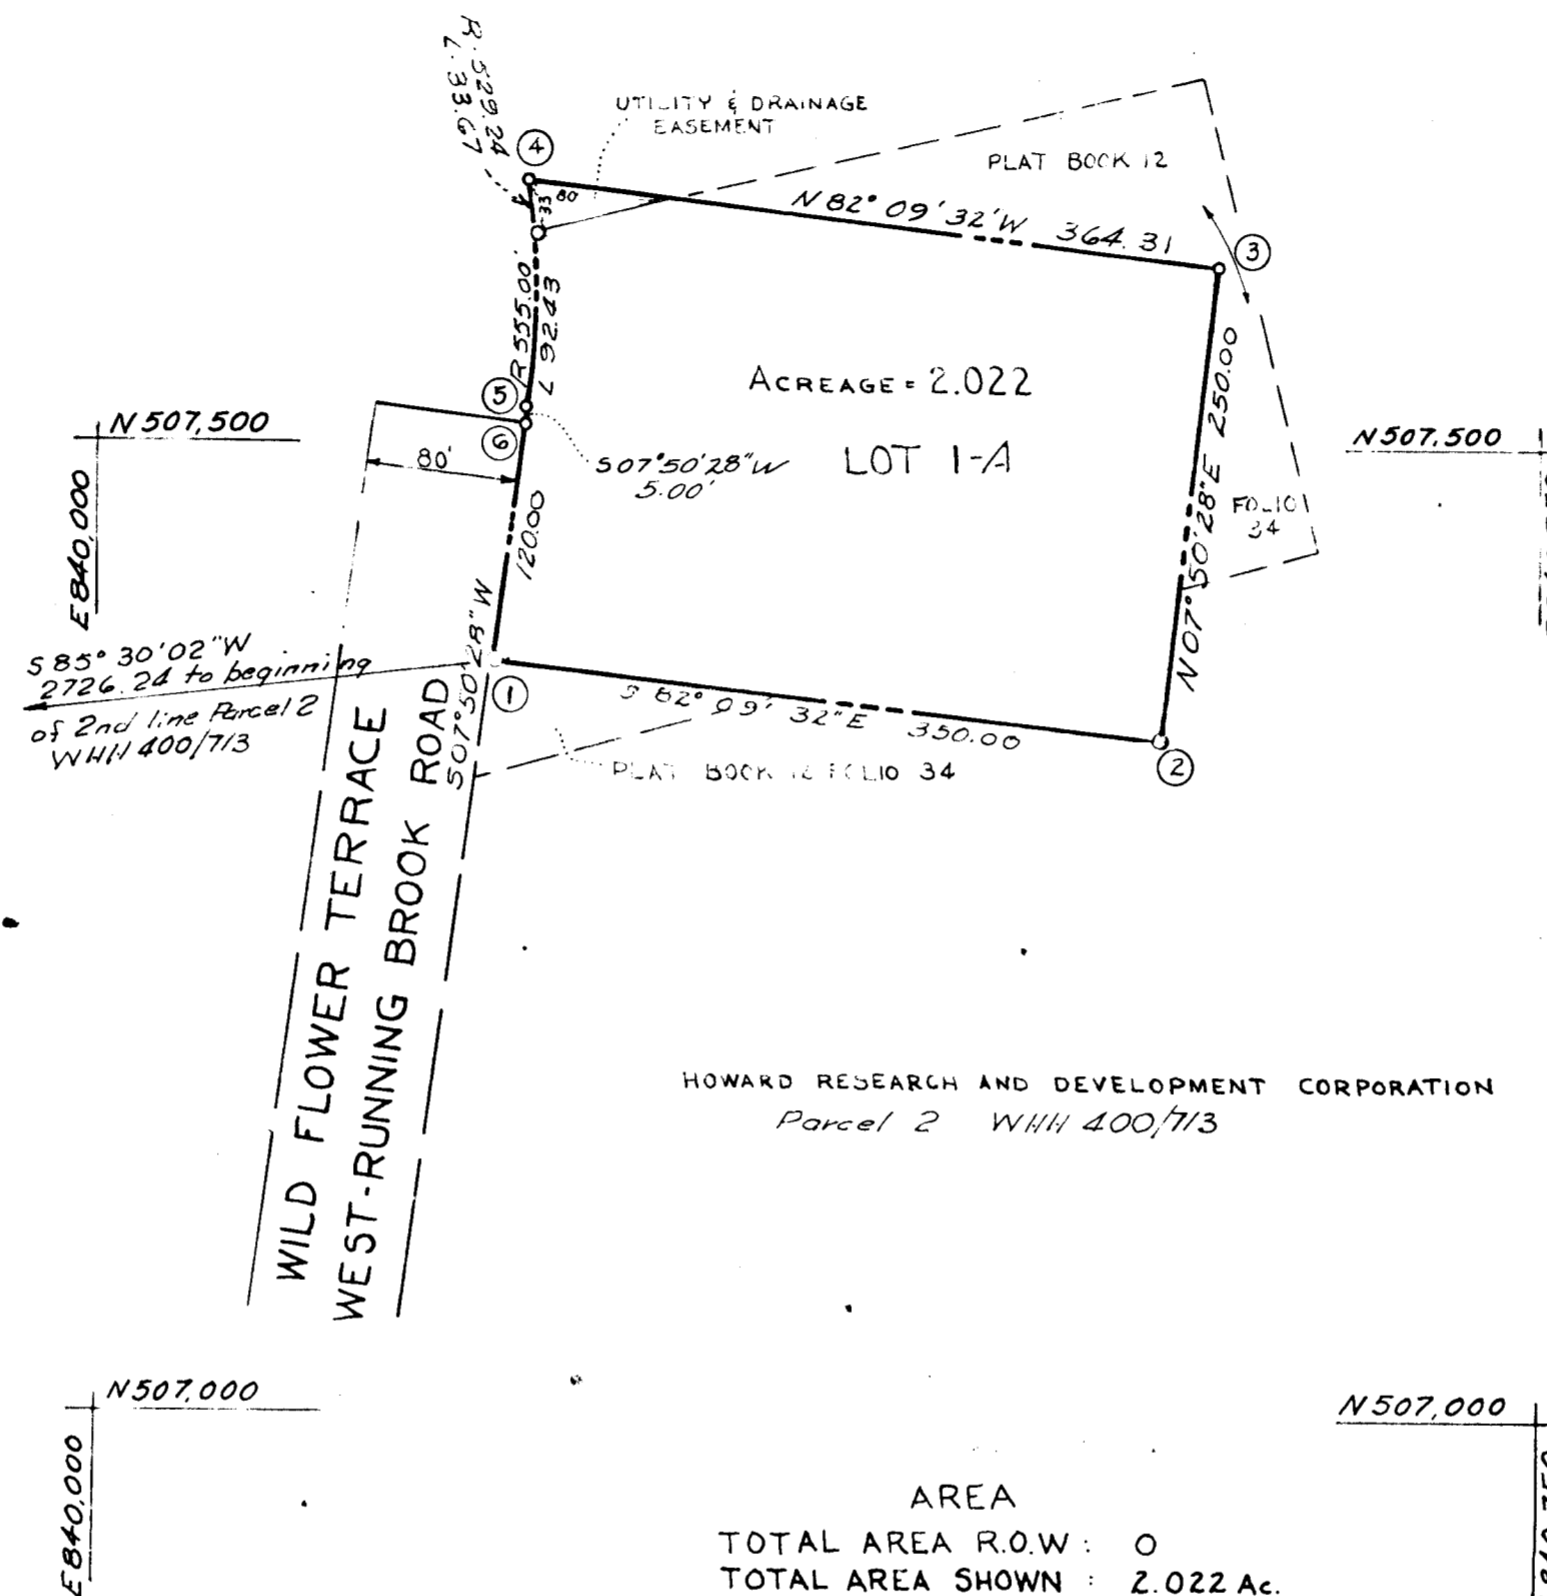 R. 529.24
L. 33.67
④
UTILITY & DRAINAGE
EASEMENT
PLAT BOOK 12
80
33
N 82° 09' 32" W 364.31
③
R 555.00'
L 92.43
N 07° 50' 28" E 250.00
ACREAGE = 2.022
LOT 1-A
⑤
⑥
N 507,500
N 507,500
E 840,000
80'
S 07° 50' 28" W
5.00'
FOLIO
34
120.00
S 07° 50' 28" W
S 85° 30' 02" W
2726.24 to beginning
of 2nd line Parcel 2
WHH 400/713
①
S 82° 09' 32" E 350.00
②
PLAT BOOK 12 FOLIO 34
WILD FLOWER TERRACE
WEST-RUNNING BROOK ROAD
HOWARD RESEARCH AND DEVELOPMENT CORPORATION
Parcel 2 WHH 400/713
N 507,000
N 507,000
E 840,000
AREA
TOTAL AREA R.O.W : 0
TOTAL AREA SHOWN : 2.022 Ac.